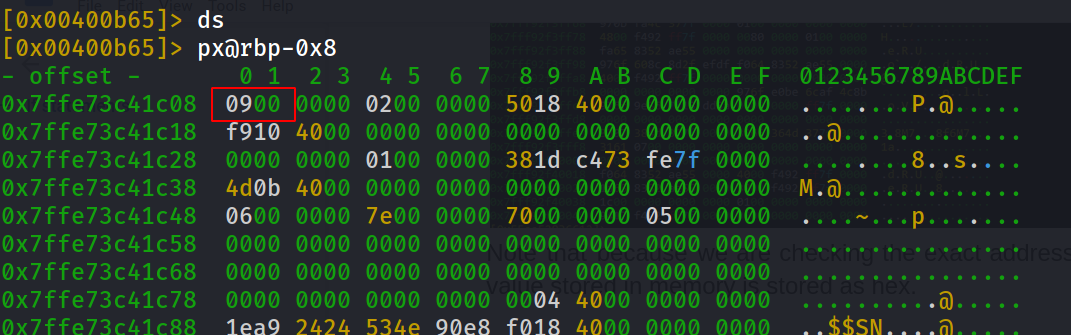 File Tools Help
[0x00400b65]> ds
[0x00400b65]> px@rbp-0x8
- offset -       0 1  2 3  4 5  6 7  8 9  A B  C D  E F  0123456789ABCDEF
0x7ffe73c41c08  0900 0000 0200 0000 5018 4000 0000 0000  ........P.@.....
0x7ffe73c41c18  f910 4000 0000 0000 0000 0000 0000 0000  ..@.............
0x7ffe73c41c28  0000 0000 0100 0000 381d c473 fe7f 0000  ........8..s....
0x7ffe73c41c38  4d0b 4000 0000 0000 0000 0000 0000 0000  M.@.............
0x7ffe73c41c48  0600 0000 7e00 0000 7000 0000 0500 0000  ....~...p.......
0x7ffe73c41c58  0000 0000 0000 0000 0000 0000 0000 0000  ................
0x7ffe73c41c68  0000 0000 0000 0000 0000 0000 0000 0000  ................
Note that because we are checking the exact address
0x7ffe73c41c78  0000 0000 0000 0000 0004 4000 0000 0000  ..........@.....
value stored in memory is stored as hex.
0x7ffe73c41c88  1ea9 2424 534e 90e8 f018 4000 0000 0000  ..$$SN....@.....